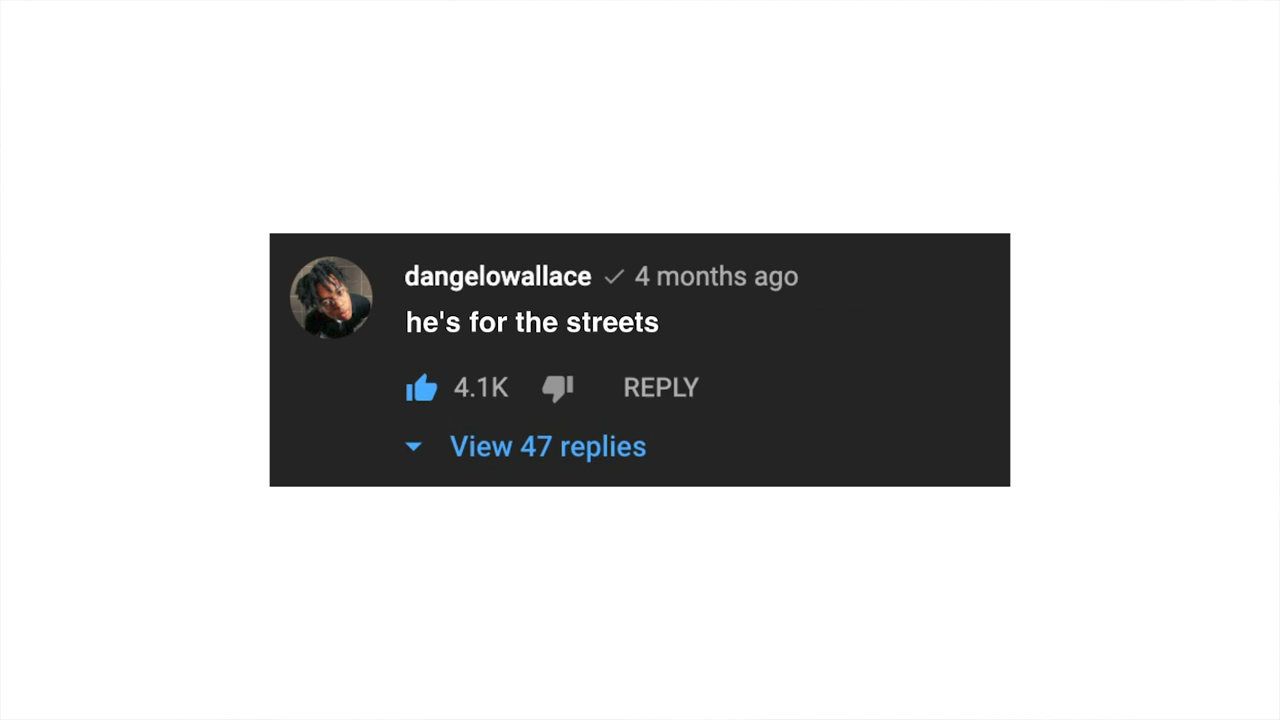 dangelowallace 4 months ago
he's for the streets
4.1K REPLY
View 47 replies